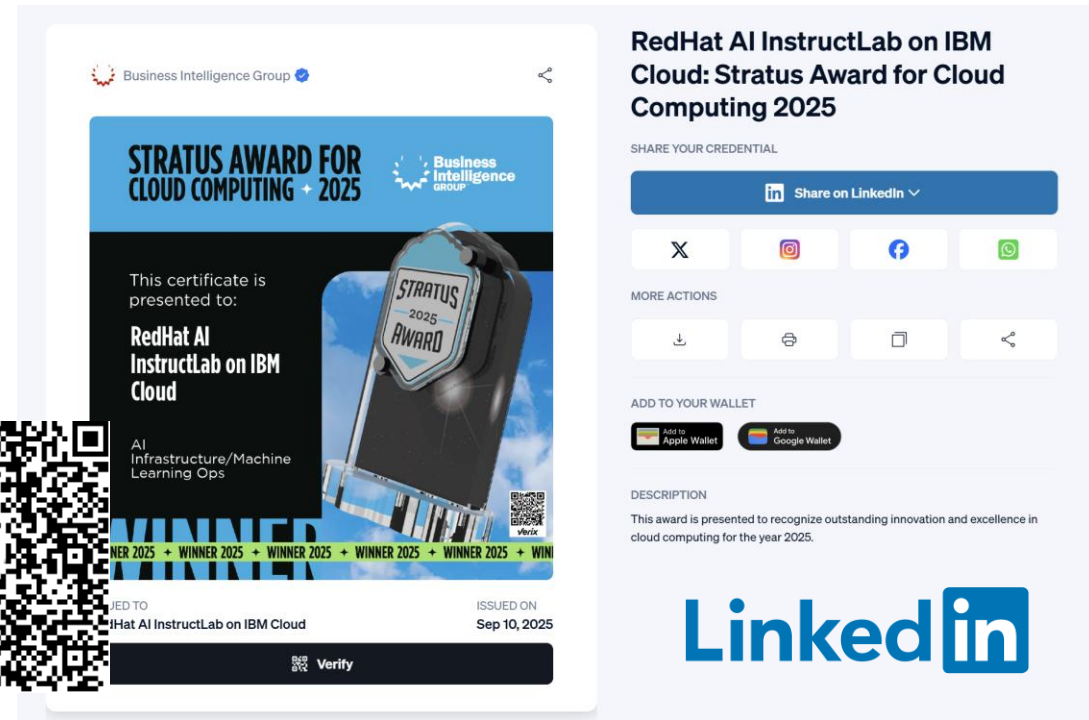 Business Intelligence Group
STRATUS AWARD FOR
CLOUD COMPUTING + 2025
Business
Intelligence
GROUP
This certificate is
presented to:
RedHat AI
InstructLab on IBM
Cloud
AI
Infrastructure/Machine
Learning Ops
STRATUS
2025
AWARD
Verix
WINNER
NER 2025 + WINNER 2025 + WINNER 2025 + WINNER 2025 + WINNER 2025 + WIN
UED TO
Hat AI InstructLab on IBM Cloud
ISSUED ON
Sep 10, 2025
Verify
RedHat AI InstructLab on IBM
Cloud: Stratus Award for Cloud
Computing 2025
SHARE YOUR CREDENTIAL
in Share on LinkedIn
MORE ACTIONS
ADD TO YOUR WALLET
Add to
Apple Wallet
Add to
Google Wallet
DESCRIPTION
This award is presented to recognize outstanding innovation and excellence in
cloud computing for the year 2025.
Linked in